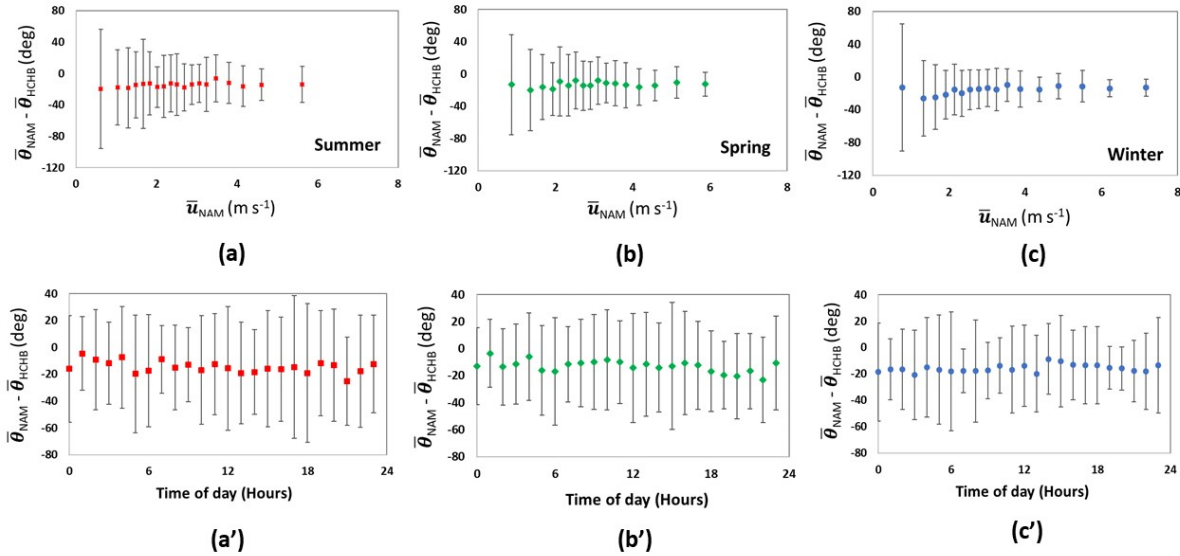 80
40
0
-40
-80
-120
0 2 4 6 8
θ̅NAM - θ̅HCHB (deg)
Summer
u̅NAM (m s-1)
(a)
80
40
0
-40
-80
-120
0 2 4 6 8
θ̅NAM - θ̅HCHB (deg)
Spring
u̅NAM (m s-1)
(b)
80
40
0
-40
-80
-120
0 2 4 6 8
θ̅NAM - θ̅HCHB (deg)
Winter
u̅NAM (m s-1)
(c)
40
20
0
-20
-40
-60
-80
0 6 12 18 24
θ̅NAM - θ̅HCHB (deg)
Time of day (Hours)
(a’)
40
20
0
-20
-40
-60
-80
0 6 12 18 24
θ̅NAM - θ̅HCHB (deg)
Time of day (Hours)
(b’)
40
20
0
-20
-40
-60
-80
0 6 12 18 24
θ̅NAM - θ̅HCHB (deg)
Time of day (Hours)
(c’)